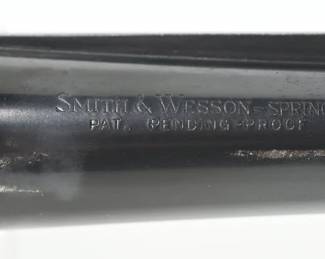 SMITH & WESSON=SPRING
PAT. PENDING=PROOF